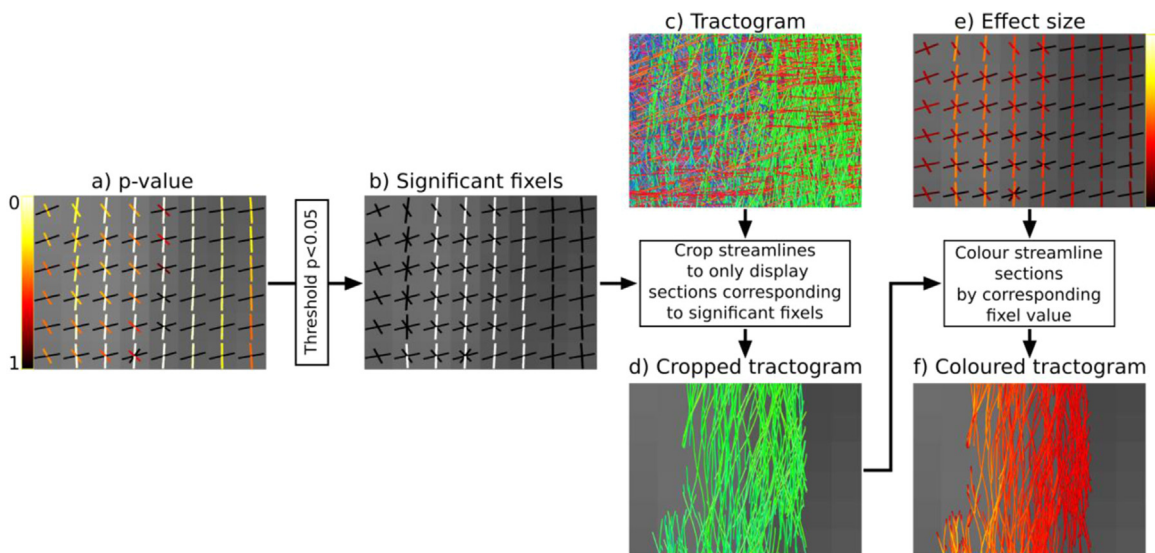 c) Tractogram
e) Effect size
a) p-value
b) Significant fixels
0
1
Threshold p<0.05
Crop streamlines
to only display
sections corresponding
to significant fixels
Colour streamline
sections
by corresponding
fixel value
d) Cropped tractogram
f) Coloured tractogram